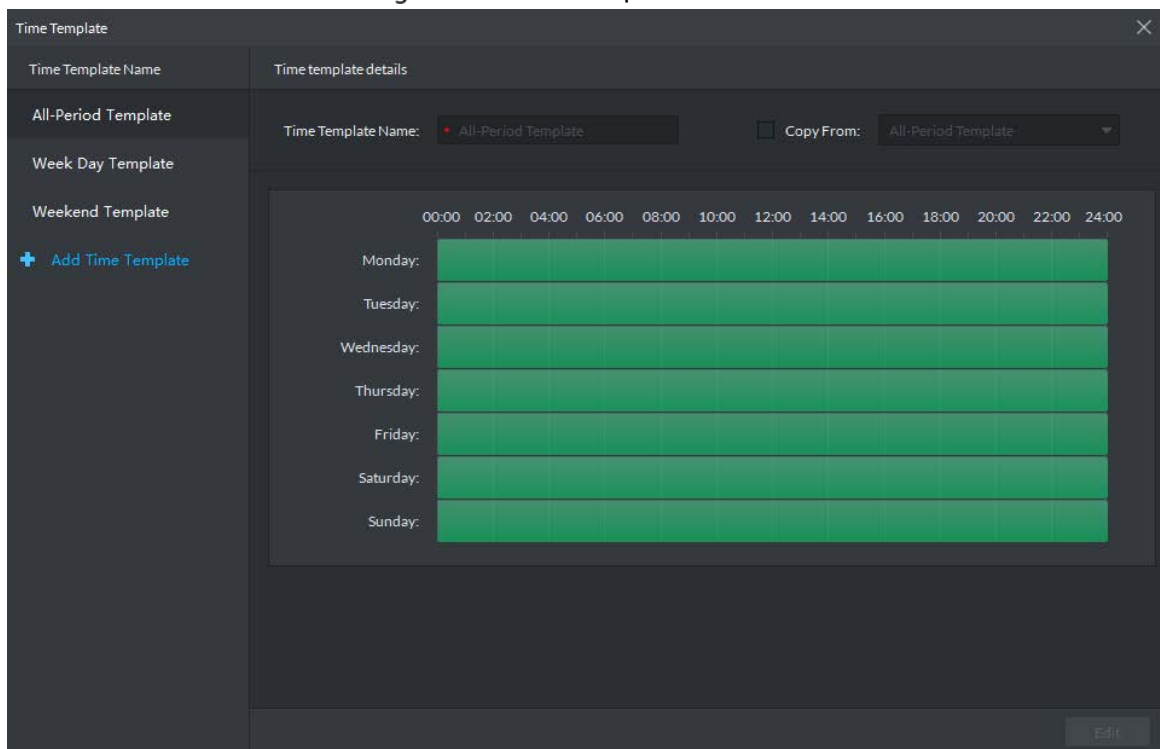 Time Template
Time Template Name
Time template details
All-Period Template
Week Day Template
Weekend Template
Add Time Template
Time Template Name: * All-Period Template
Copy From: All-Period Template
00:00 02:00 04:00 06:00 08:00 10:00 12:00 14:00 16:00 18:00 20:00 22:00 24:00
Monday:
Tuesday:
Wednesday:
Thursday:
Friday:
Saturday:
Sunday:
Edit